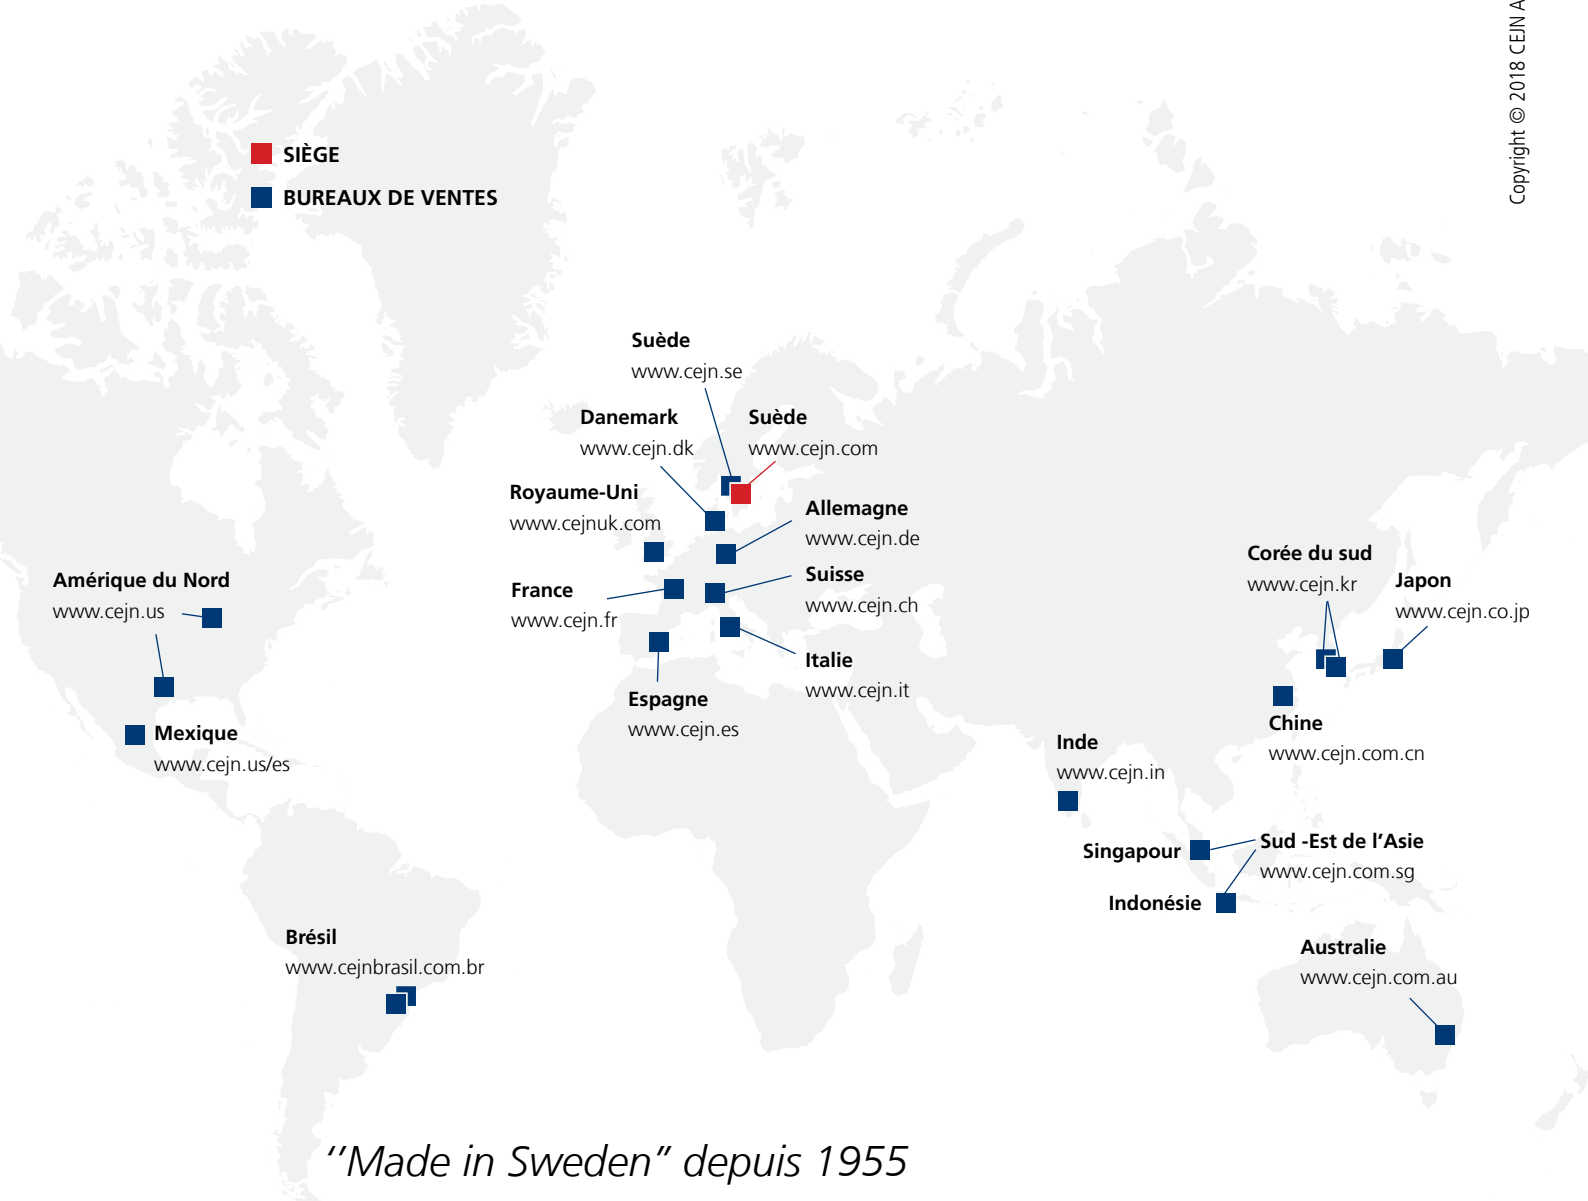 Copyright © 2018 CEJN A
SIÈGE
BUREAUX DE VENTES
Suède
www.cejn.se
Danemark
www.cejn.dk
Suède
www.cejn.com
Royaume-Uni
www.cejnuk.com
Allemagne
www.cejn.de
France
www.cejn.fr
Suisse
www.cejn.ch
Italie
www.cejn.it
Espagne
www.cejn.es
Amérique du Nord
www.cejn.us
Mexique
www.cejn.us/es
Brésil
www.cejnbrasil.com.br
Corée du sud
www.cejn.kr
Japon
www.cejn.co.jp
Chine
www.cejn.com.cn
Inde
www.cejn.in
Singapour
Sud -Est de l’Asie
www.cejn.com.sg
Indonésie
Australie
www.cejn.com.au
’’Made in Sweden” depuis 1955